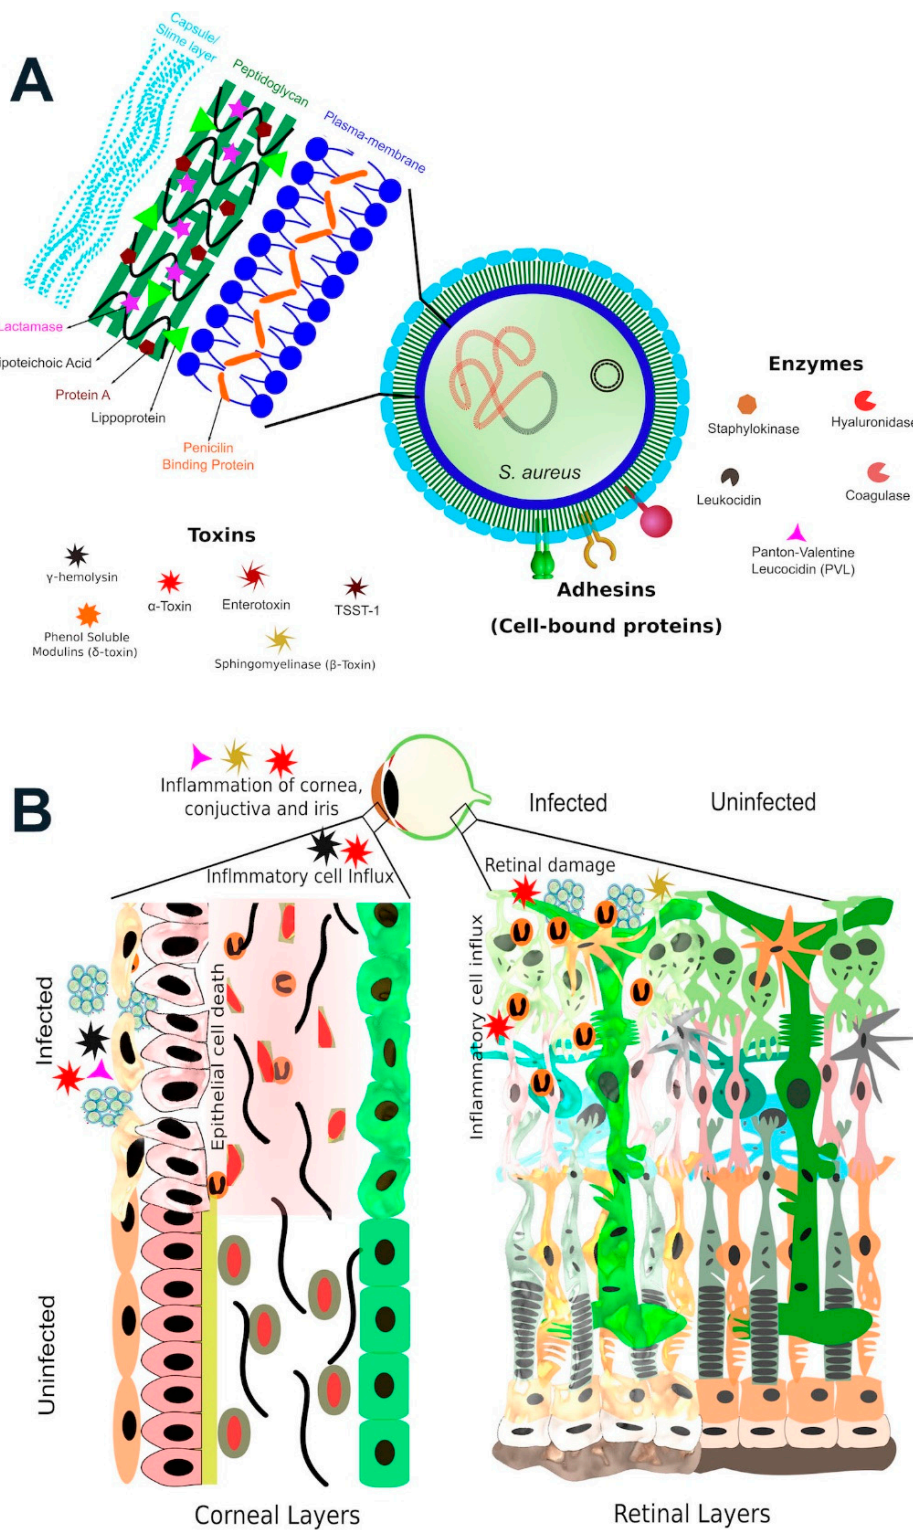 A
Capsule/
Slime layer
Peptidoglycan
Plasma-membrane
Lactamase
ipoteichoic Acid
Protein A
Lippoprotein
Penicilin
Binding Protein
S. aureus
Enzymes
Staphylokinase
Hyaluronidase
Leukocidin
Coagulase
Panton-Valentine
Leucocidin (PVL)
Adhesins
(Cell-bound proteins)
Toxins
γ-hemolysin
α-Toxin
Enterotoxin
TSST-1
Phenol Soluble
Modulins (δ-toxin)
Sphingomyelinase (β-Toxin)
B
Inflammation of cornea,
conjuctiva and iris
Inflmmatory cell Influx
Infected
Uninfected
Retinal damage
Infected
Epithelial cell death
Inflammatory cell influx
Uninfected
Corneal Layers
Retinal Layers